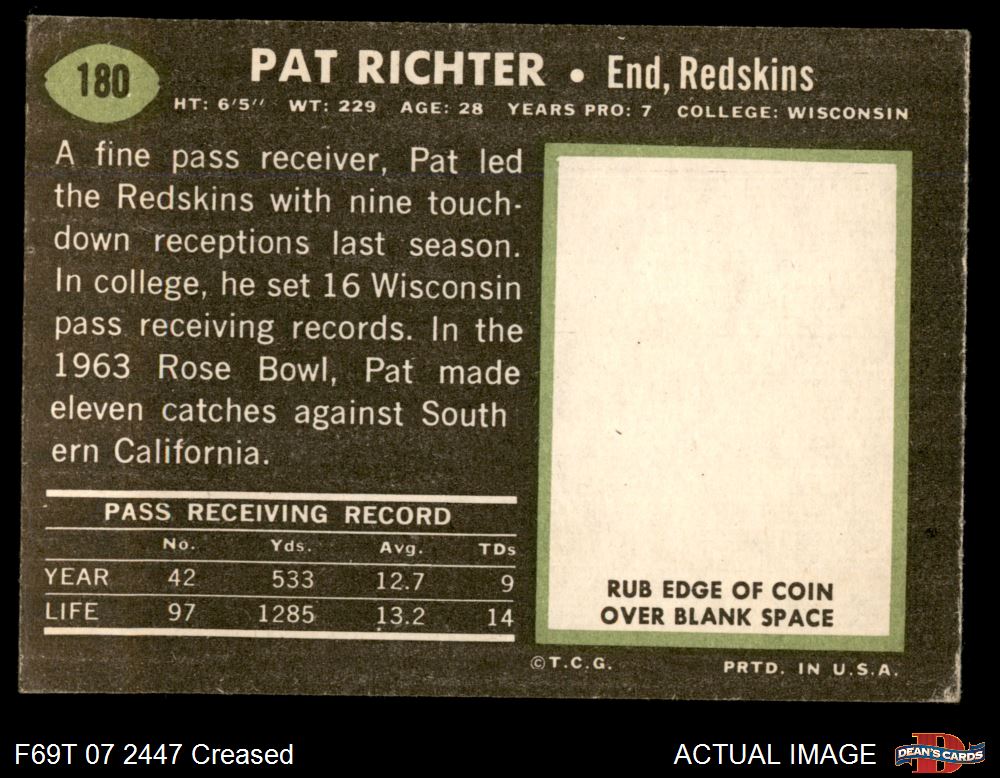 180
PAT RICHTER • End, Redskins
HT: 6'5" WT: 229 AGE: 28 YEARS PRO: 7 COLLEGE: WISCONSIN
A fine pass receiver, Pat led
the Redskins with nine touch-
down receptions last season.
In college, he set 16 Wisconsin
pass receiving records. In the
1963 Rose Bowl, Pat made
eleven catches against South
ern California.
PASS RECEIVING RECORD
No. Yds. Avg. TDs
YEAR 42 533 12.7 9
LIFE 97 1285 13.2 14
RUB EDGE OF COIN
OVER BLANK SPACE
©T.C.G. PRTD. IN U.S.A.
F69T 07 2447 Creased
ACTUAL IMAGE
D
DEAN'S CARDS